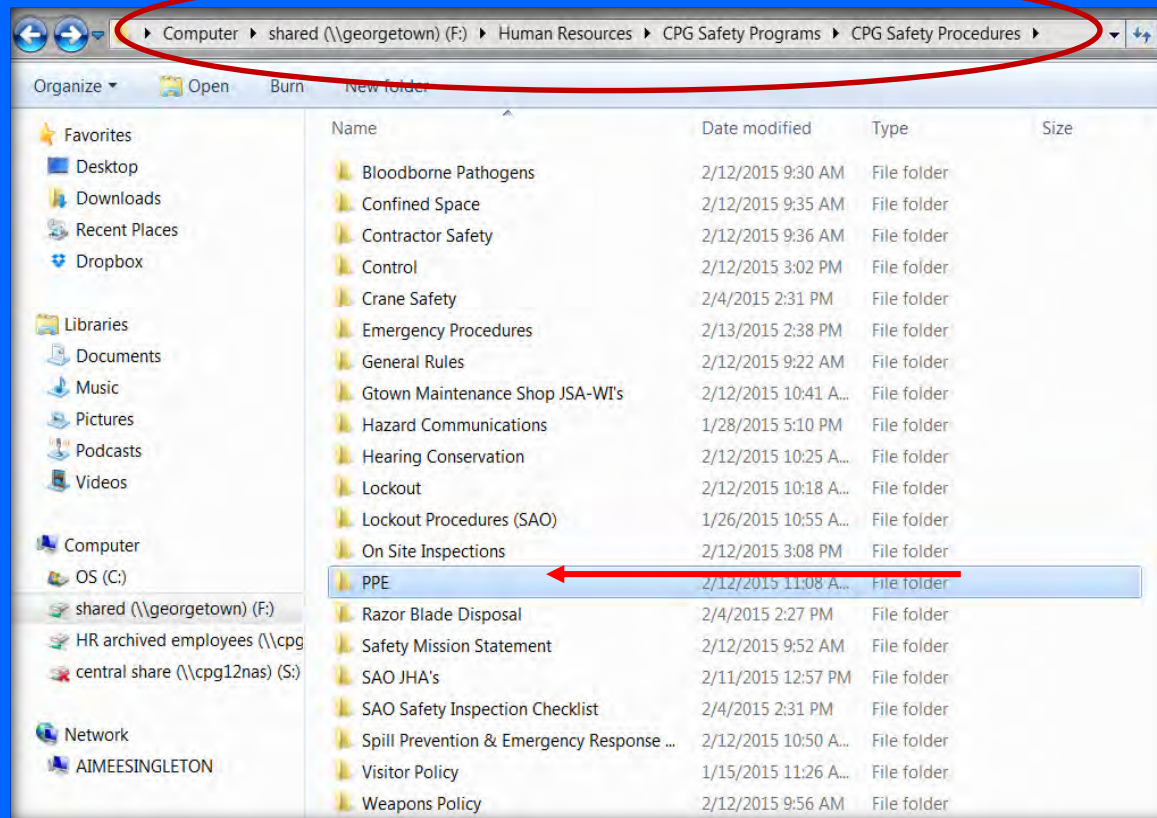 Computer ▸ shared (\\georgetown) (F:) ▸ Human Resources ▸ CPG Safety Programs ▸ CPG Safety Procedures ▸
Organize Open Burn New folder
Favorites
Desktop
Downloads
Recent Places
Dropbox
Libraries
Documents
Music
Pictures
Podcasts
Videos
Computer
OS (C:)
shared (\\georgetown) (F:)
HR archived employees (\\cpg
central share (\\cpg12nas) (S:)
Network
AIMEESINGLETON
Name Date modified Type Size
Bloodborne Pathogens 2/12/2015 9:30 AM File folder
Confined Space 2/12/2015 9:35 AM File folder
Contractor Safety 2/12/2015 9:36 AM File folder
Control 2/12/2015 3:02 PM File folder
Crane Safety 2/4/2015 2:31 PM File folder
Emergency Procedures 2/13/2015 2:38 PM File folder
General Rules 2/12/2015 9:22 AM File folder
Gtown Maintenance Shop JSA-WI's 2/12/2015 10:41 A... File folder
Hazard Communications 1/28/2015 5:10 PM File folder
Hearing Conservation 2/12/2015 10:25 A... File folder
Lockout 2/12/2015 10:18 A... File folder
Lockout Procedures (SAO) 1/26/2015 10:55 A... File folder
On Site Inspections 2/12/2015 3:08 PM File folder
PPE 2/12/2015 11:08 A... File folder
Razor Blade Disposal 2/4/2015 2:27 PM File folder
Safety Mission Statement 2/12/2015 9:52 AM File folder
SAO JHA's 2/11/2015 12:57 PM File folder
SAO Safety Inspection Checklist 2/4/2015 2:31 PM File folder
Spill Prevention & Emergency Response ... 2/12/2015 10:50 A... File folder
Visitor Policy 1/15/2015 11:26 A... File folder
Weapons Policy 2/12/2015 9:56 AM File folder